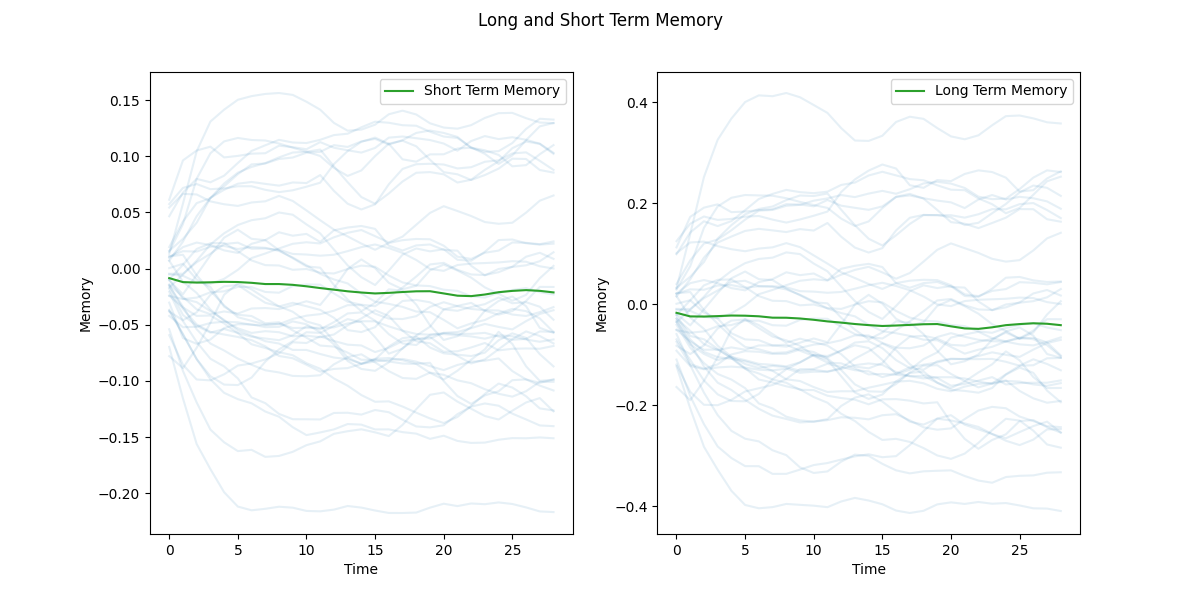 Long and Short Term Memory
Short Term Memory
0.15
0.10
0.05
0.00
−0.05
−0.10
−0.15
−0.20
Memory
0 5 10 15 20 25
Time
Long Term Memory
0.4
0.2
0.0
−0.2
−0.4
Memory
0 5 10 15 20 25
Time